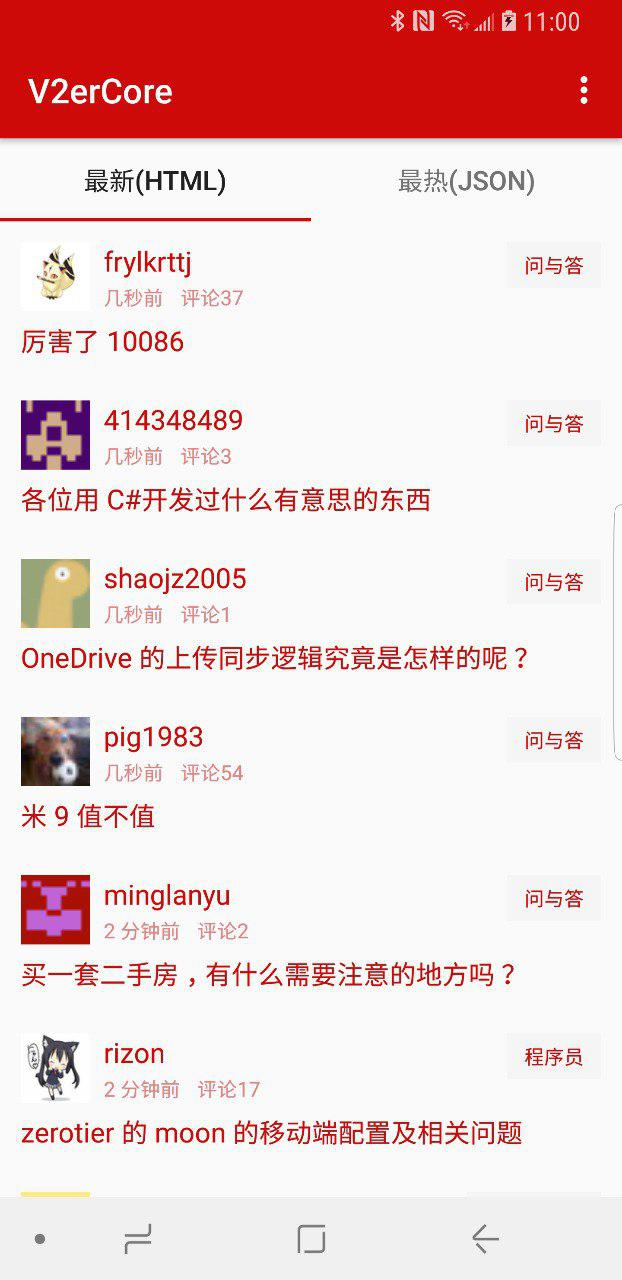 11:00
V2erCore
最新(HTML) 最热(JSON)
frylkrttj 问与答
几秒前 评论37
厉害了 10086
414348489 问与答
几秒前 评论3
各位用 C#开发过什么有意思的东西
shaojz2005 问与答
几秒前 评论1
OneDrive 的上传同步逻辑究竟是怎样的呢？
pig1983 问与答
几秒前 评论54
米 9 值不值
minglanyu 问与答
2 分钟前 评论2
买一套二手房，有什么需要注意的地方吗？
rizon 程序员
2 分钟前 评论17
zerotier 的 moon 的移动端配置及相关问题